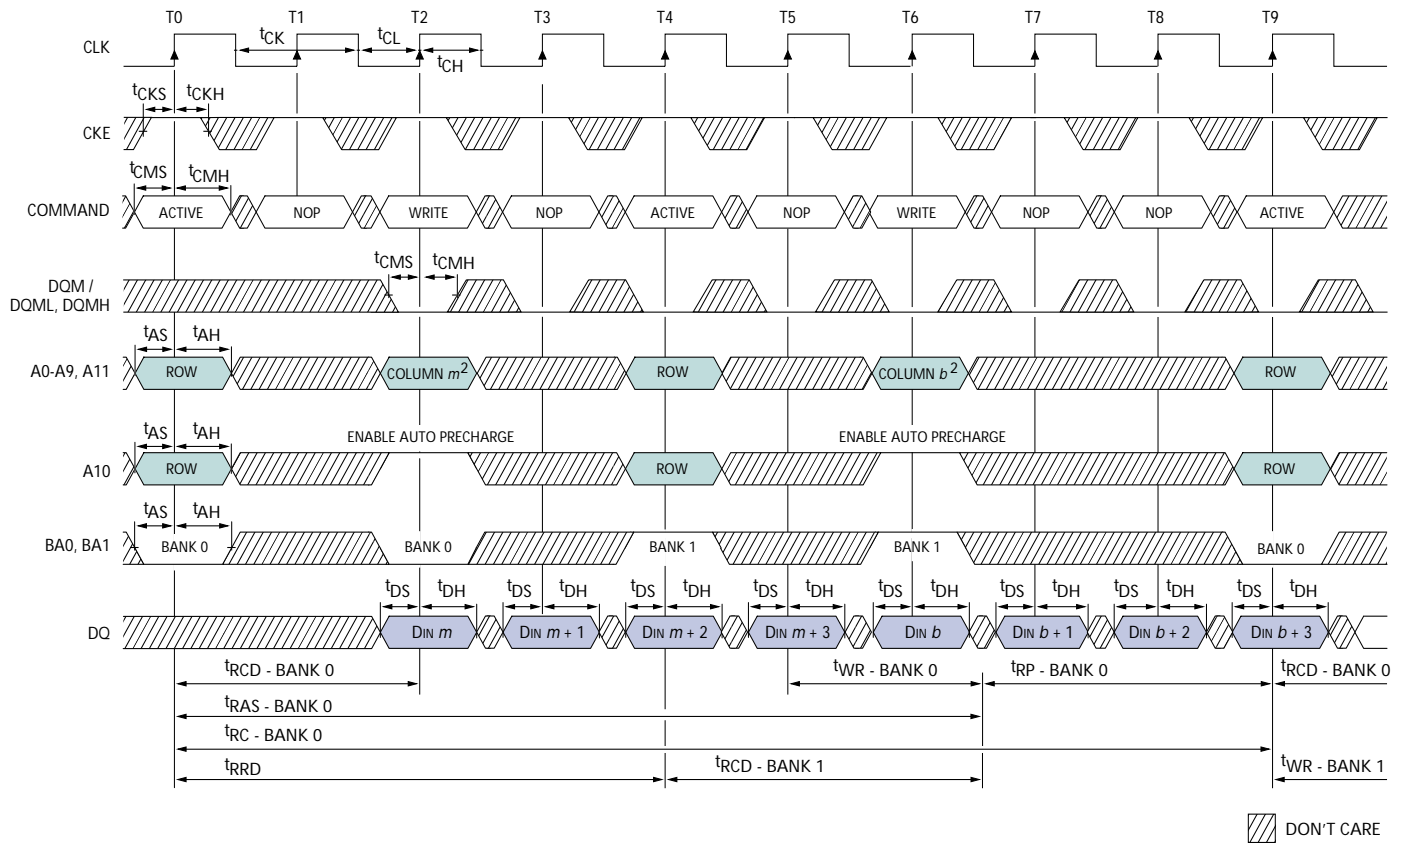 T0 T1 T2 T3 T4 T5 T6 T7 T8 T9
CLK tCK tCL tCH
tCKS tCKH
CKE
tCMS tCMH
COMMAND ACTIVE NOP WRITE NOP ACTIVE NOP WRITE NOP NOP ACTIVE
tCMS tCMH
DQM /
DQML, DQMH
tAS tAH
A0-A9, A11 ROW COLUMN m2 ROW COLUMN b2 ROW
tAS tAH ENABLE AUTO PRECHARGE ENABLE AUTO PRECHARGE
A10 ROW ROW ROW
tAS tAH
BA0, BA1 BANK 0 BANK 0 BANK 1 BANK 1 BANK 0
tDS tDH tDS tDH tDS tDH tDS tDH tDS tDH tDS tDH tDS tDH tDS tDH
DQ DIN m DIN m + 1 DIN m + 2 DIN m + 3 DIN b DIN b + 1 DIN b + 2 DIN b + 3
tRCD - BANK 0 tWR - BANK 0 tRP - BANK 0 tRCD - BANK 0
tRAS - BANK 0
tRC - BANK 0
tRRD tRCD - BANK 1 tWR - BANK 1
DON'T CARE